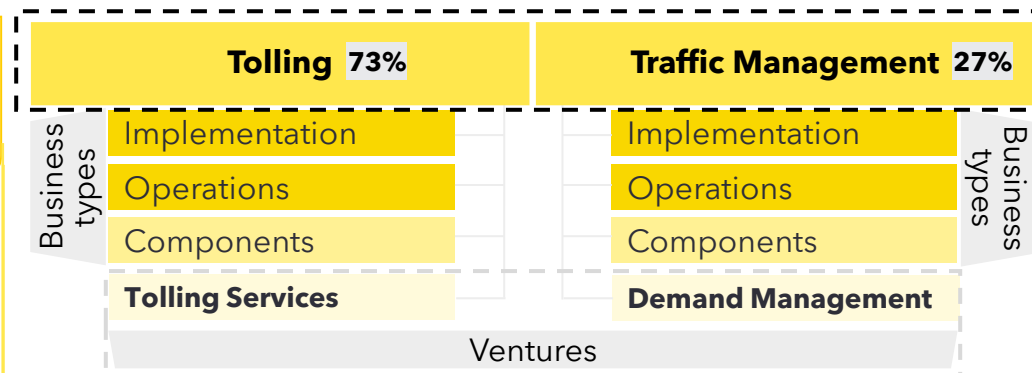 Tolling 73%
Traffic Management 27%
Business
types
Implementation
Operations
Components
Tolling Services
Implementation
Operations
Components
Demand Management
Business
types
Ventures